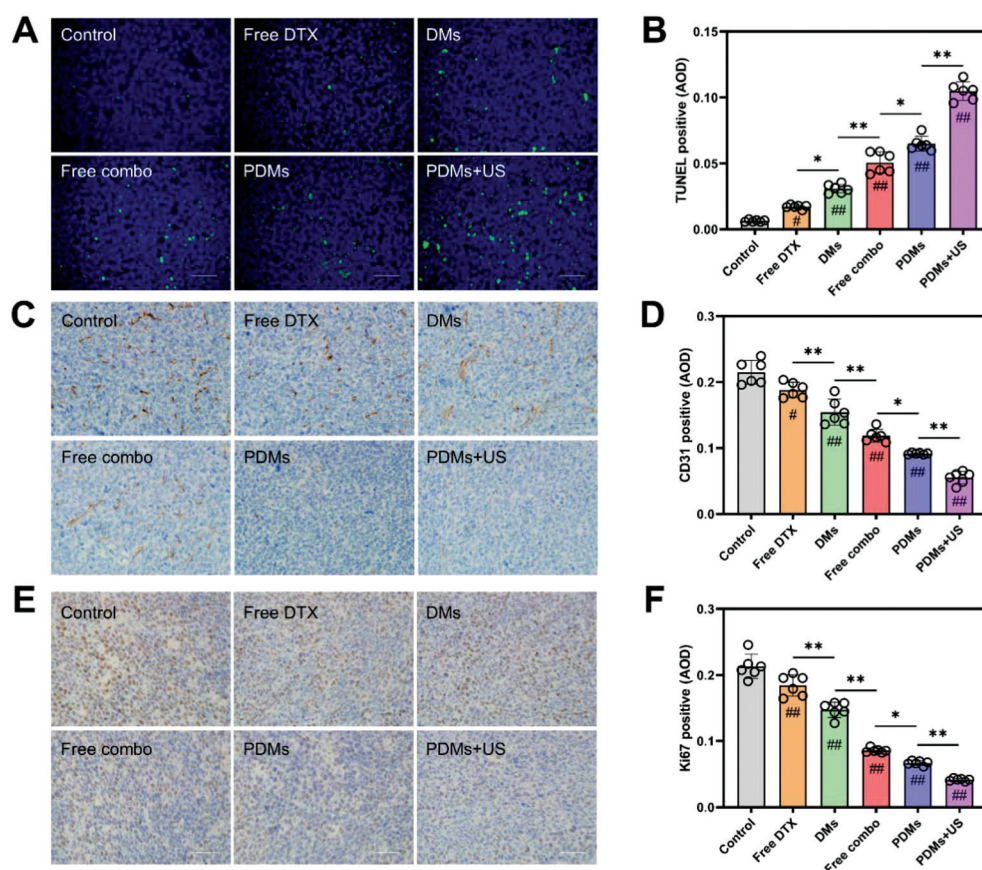 A
Control
Free DTX
DMs
Free combo
PDMs
PDMs+US
B
TUNEL positive (AOD)
0.15
0.10
0.05
0.00
*
**
*
**
#
##
##
##
##
Control
Free DTX
DMs
Free combo
PDMs
PDMs+US
C
Control
Free DTX
DMs
Free combo
PDMs
PDMs+US
D
CD31 positive (AOD)
0.3
0.2
0.1
0.0
**
**
*
**
#
##
##
##
##
Control
Free DTX
DMs
Free combo
PDMs
PDMs+US
E
Control
Free DTX
DMs
Free combo
PDMs
PDMs+US
F
Ki67 positive (AOD)
0.3
0.2
0.1
0.0
**
**
*
**
##
##
##
##
##
Control
Free DTX
DMs
Free combo
PDMs
PDMs+US